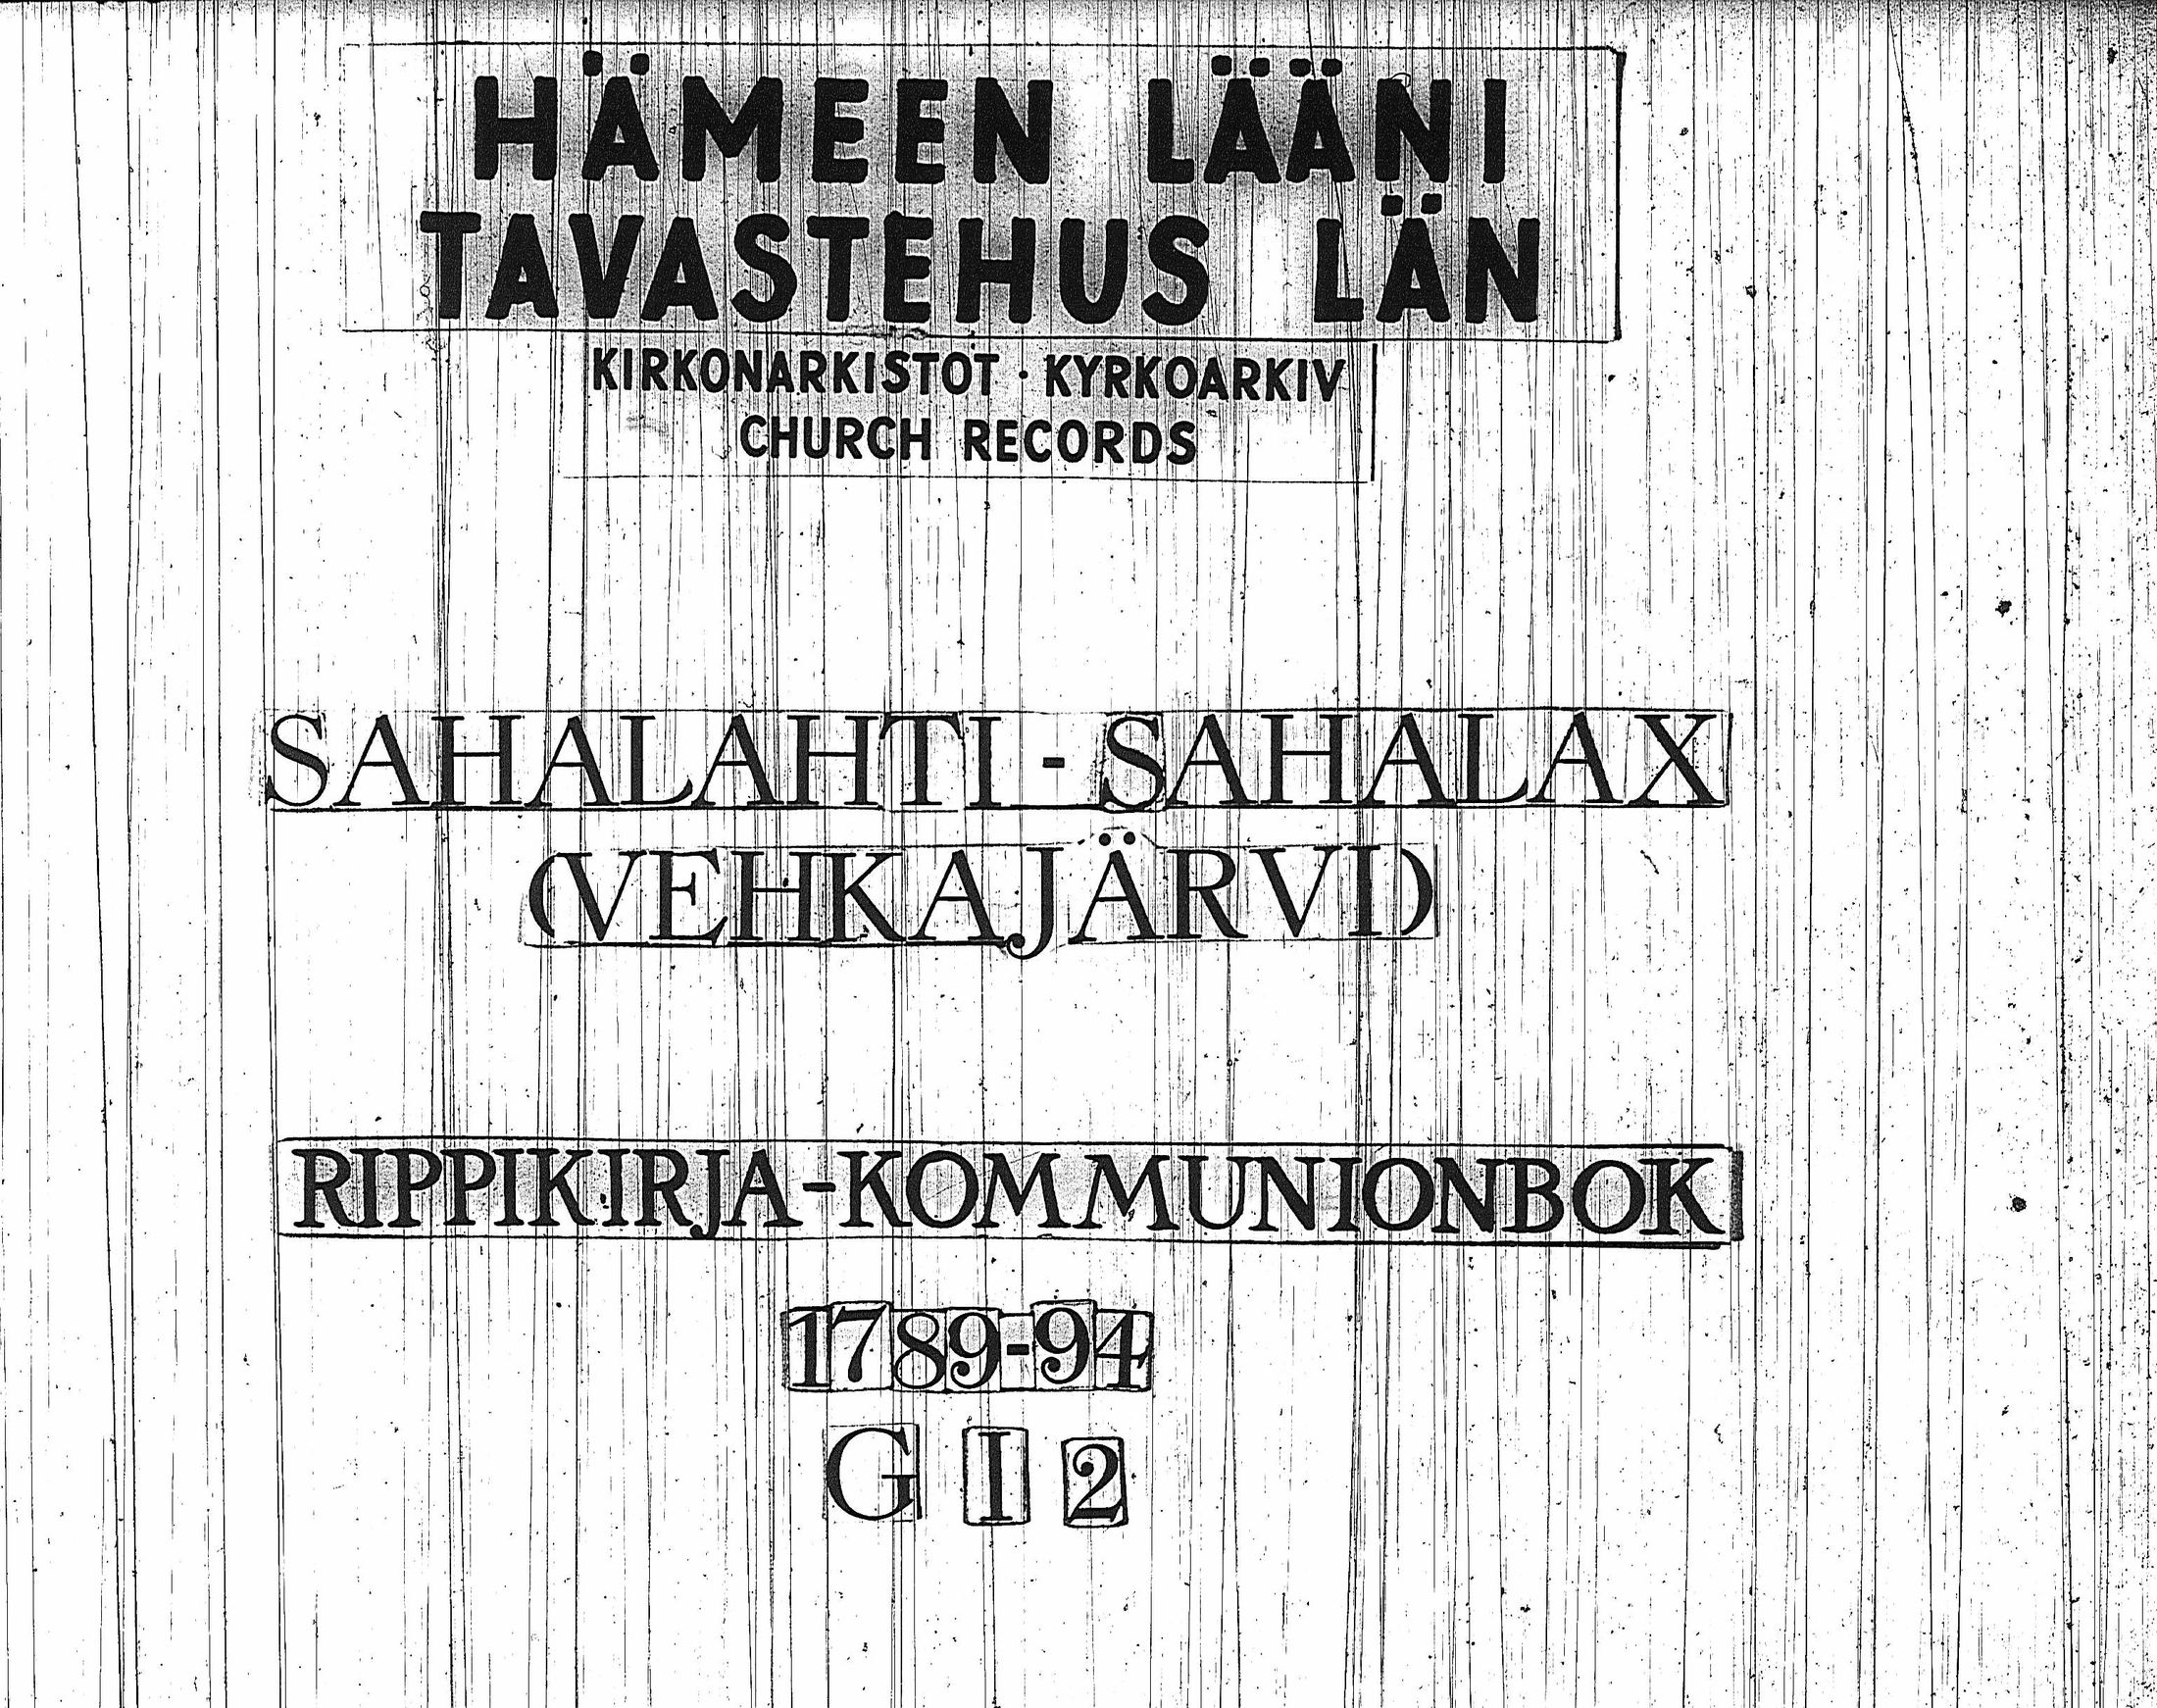 HÄMEEN LÄÄNI
TAVASTEHUS LÄN
KIRKONARKISTOT · KYRKOARKIV
CHURCH RECORDS
SAHALAHTI - SAHALAX
(VEHKAJÄRVI)
RIPPIKIRJA-KOMMUNIONBOK
1789-94
G I 2